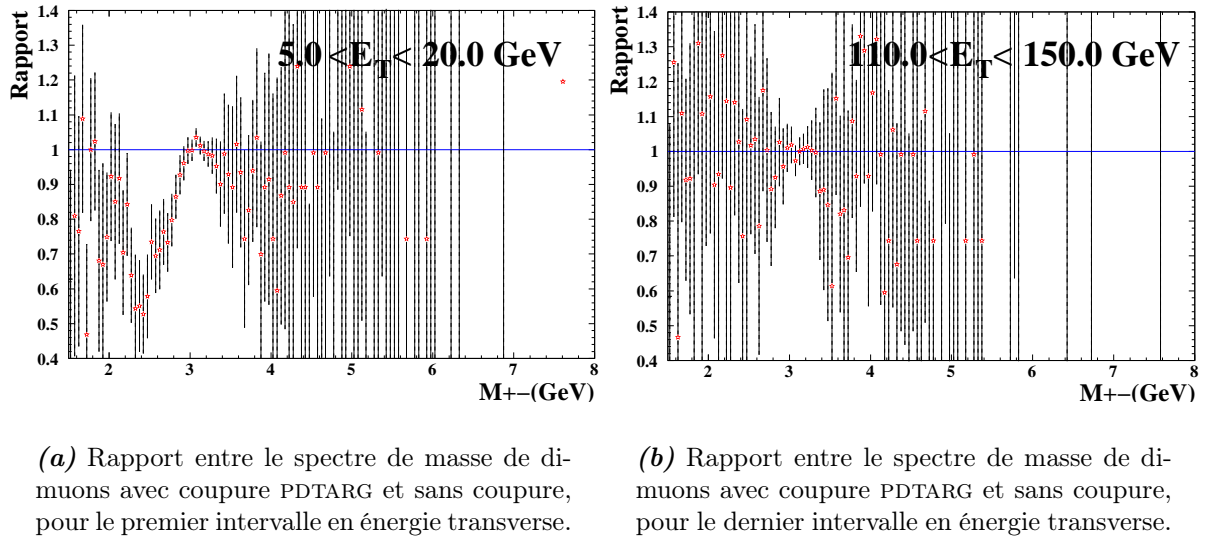 Rapport
5.0 <E_T< 20.0 GeV
1.4
1.3
1.2
1.1
1
0.9
0.8
0.7
0.6
0.5
0.4
2 3 4 5 6 7 8
M+−(GeV)
Rapport
110.0<E_T< 150.0 GeV
1.4
1.3
1.2
1.1
1
0.9
0.8
0.7
0.6
0.5
0.4
2 3 4 5 6 7 8
M+−(GeV)
(a) Rapport entre le spectre de masse de di-
muons avec coupure PDTARG et sans coupure,
pour le premier intervalle en énergie transverse.
(b) Rapport entre le spectre de masse de di-
muons avec coupure PDTARG et sans coupure,
pour le dernier intervalle en énergie transverse.